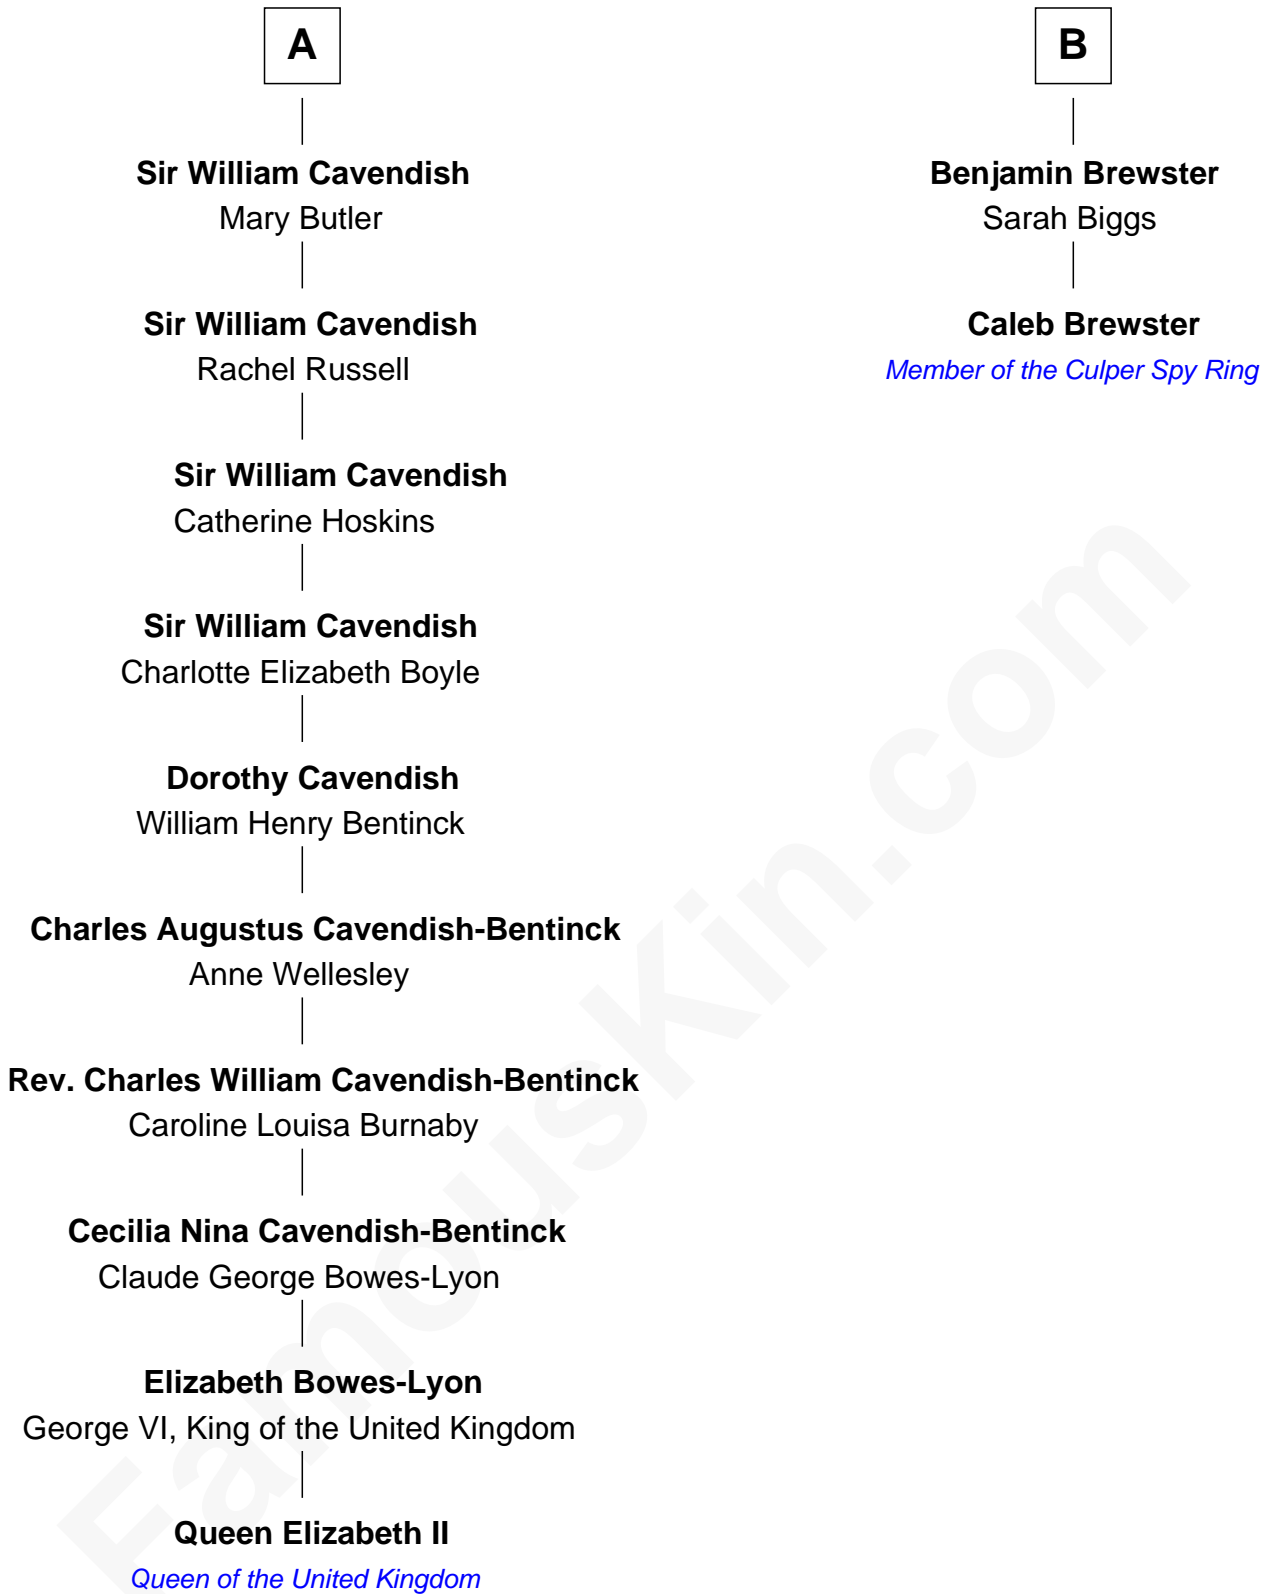 A
Sir William Cavendish
Mary Butler
Sir William Cavendish
Rachel Russell
Sir William Cavendish
Catherine Hoskins
Sir William Cavendish
Charlotte Elizabeth Boyle
Dorothy Cavendish
William Henry Bentinck
Charles Augustus Cavendish-Bentinck
Anne Wellesley
Rev. Charles William Cavendish-Bentinck
Caroline Louisa Burnaby
Cecilia Nina Cavendish-Bentinck
Claude George Bowes-Lyon
Elizabeth Bowes-Lyon
George VI, King of the United Kingdom
Queen Elizabeth II
Queen of the United Kingdom
B
Benjamin Brewster
Sarah Biggs
Caleb Brewster
Member of the Culper Spy Ring
FamousKin.com